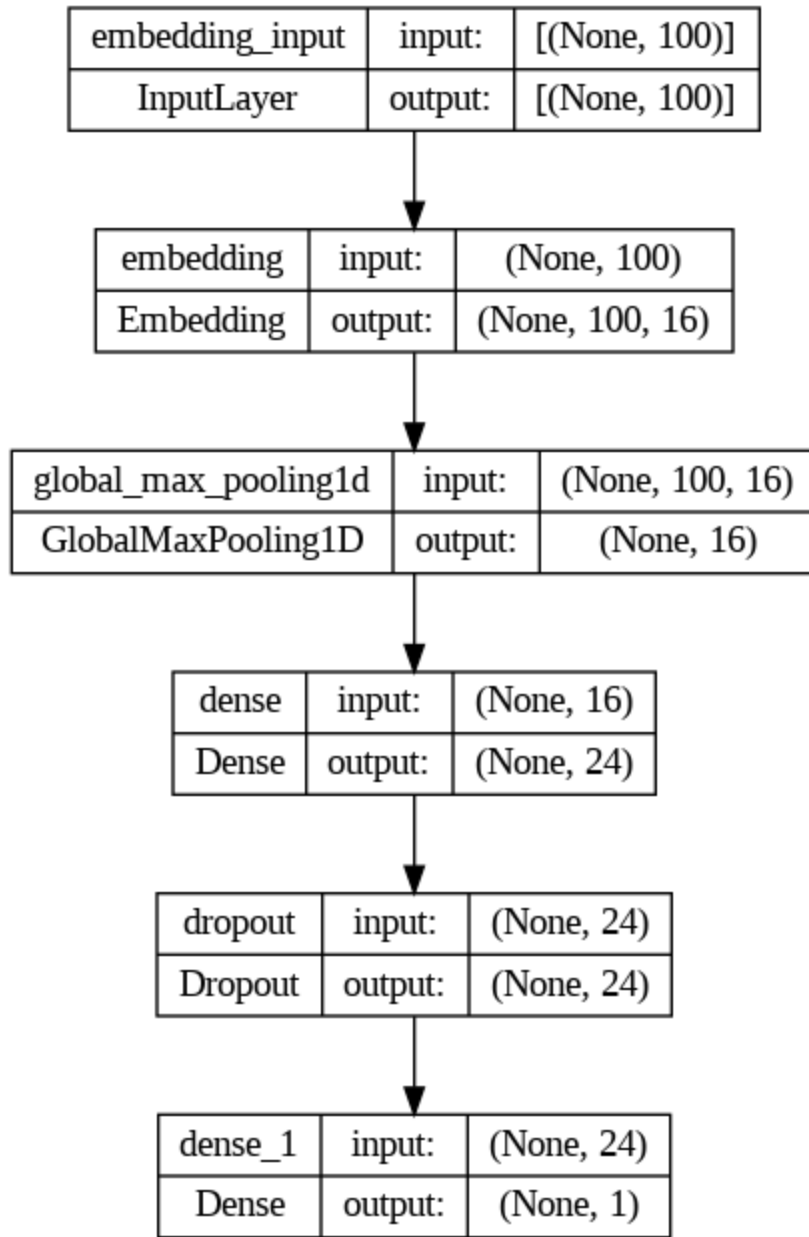 embedding_input input: [(None, 100)]
InputLayer output: [(None, 100)]
embedding input: (None, 100)
Embedding output: (None, 100, 16)
global_max_pooling1d input: (None, 100, 16)
GlobalMaxPooling1D output: (None, 16)
dense input: (None, 16)
Dense output: (None, 24)
dropout input: (None, 24)
Dropout output: (None, 24)
dense_1 input: (None, 24)
Dense output: (None, 1)